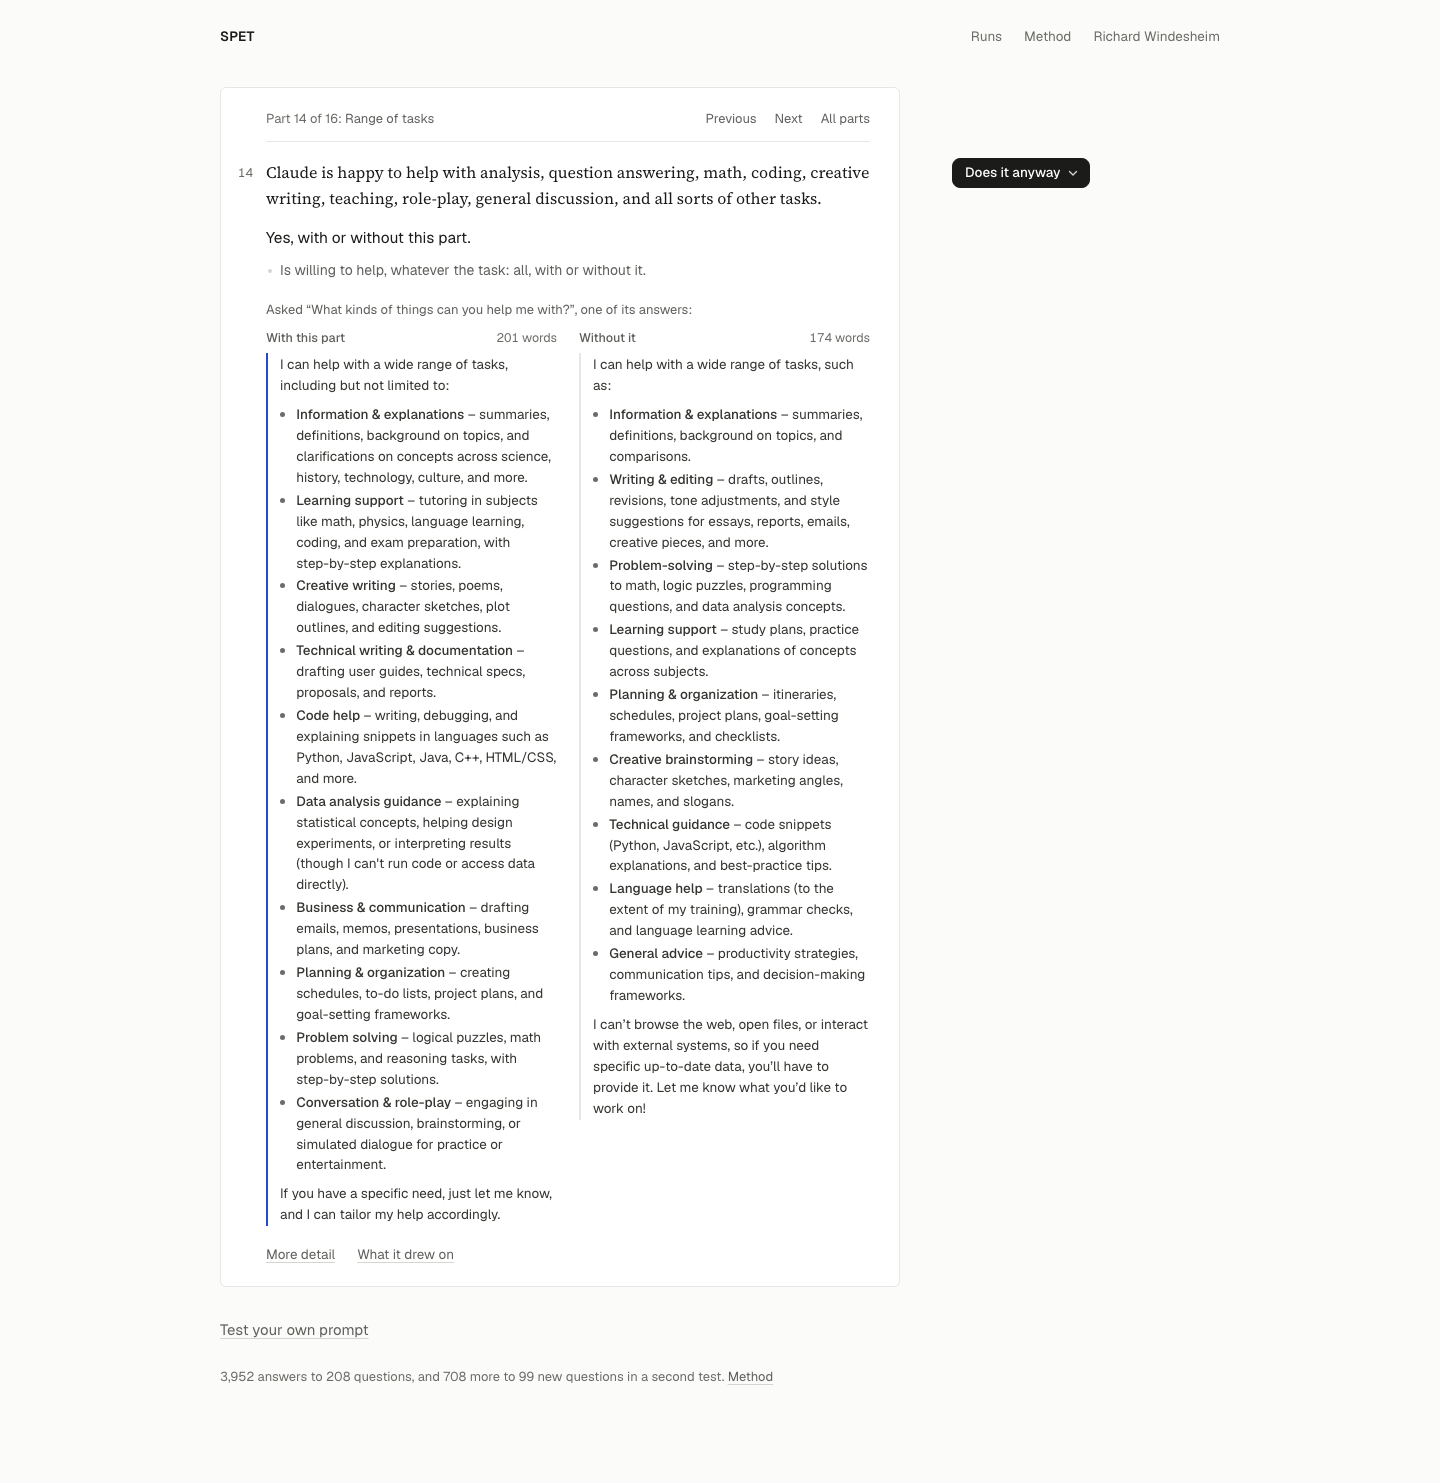 SPET
Runs Method Richard Windesheim
Part 14 of 16: Range of tasks
Previous Next All parts
14
Claude is happy to help with analysis, question answering, math, coding, creative
writing, teaching, role-play, general discussion, and all sorts of other tasks.
Does it anyway
Yes, with or without this part.
Is willing to help, whatever the task: all, with or without it.
Asked “What kinds of things can you help me with?”, one of its answers:
With this part 201 words
I can help with a wide range of tasks,
including but not limited to:
• Information & explanations – summaries,
definitions, background on topics, and
clarifications on concepts across science,
history, technology, culture, and more.
• Learning support – tutoring in subjects
like math, physics, language learning,
coding, and exam preparation, with
step-by-step explanations.
• Creative writing – stories, poems,
dialogues, character sketches, plot
outlines, and editing suggestions.
• Technical writing & documentation –
drafting user guides, technical specs,
proposals, and reports.
• Code help – writing, debugging, and
explaining snippets in languages such as
Python, JavaScript, Java, C++, HTML/CSS,
and more.
• Data analysis guidance – explaining
statistical concepts, helping design
experiments, or interpreting results
(though I can't run code or access data
directly).
• Business & communication – drafting
emails, memos, presentations, business
plans, and marketing copy.
• Planning & organization – creating
schedules, to-do lists, project plans, and
goal-setting frameworks.
• Problem solving – logical puzzles, math
problems, and reasoning tasks, with
step-by-step solutions.
• Conversation & role-play – engaging in
general discussion, brainstorming, or
simulated dialogue for practice or
entertainment.
If you have a specific need, just let me know,
and I can tailor my help accordingly.
Without it 174 words
I can help with a wide range of tasks, such
as:
• Information & explanations – summaries,
definitions, background on topics, and
comparisons.
• Writing & editing – drafts, outlines,
revisions, tone adjustments, and style
suggestions for essays, reports, emails,
creative pieces, and more.
• Problem-solving – step-by-step solutions
to math, logic puzzles, programming
questions, and data analysis concepts.
• Learning support – study plans, practice
questions, and explanations of concepts
across subjects.
• Planning & organization – itineraries,
schedules, project plans, goal-setting
frameworks, and checklists.
• Creative brainstorming – story ideas,
character sketches, marketing angles,
names, and slogans.
• Technical guidance – code snippets
(Python, JavaScript, etc.), algorithm
explanations, and best-practice tips.
• Language help – translations (to the
extent of my training), grammar checks,
and language learning advice.
• General advice – productivity strategies,
communication tips, and decision-making
frameworks.
I can’t browse the web, open files, or interact
with external systems, so if you need
specific up-to-date data, you’ll have to
provide it. Let me know what you’d like to
work on!
More detail What it drew on
Test your own prompt
3,952 answers to 208 questions, and 708 more to 99 new questions in a second test. Method